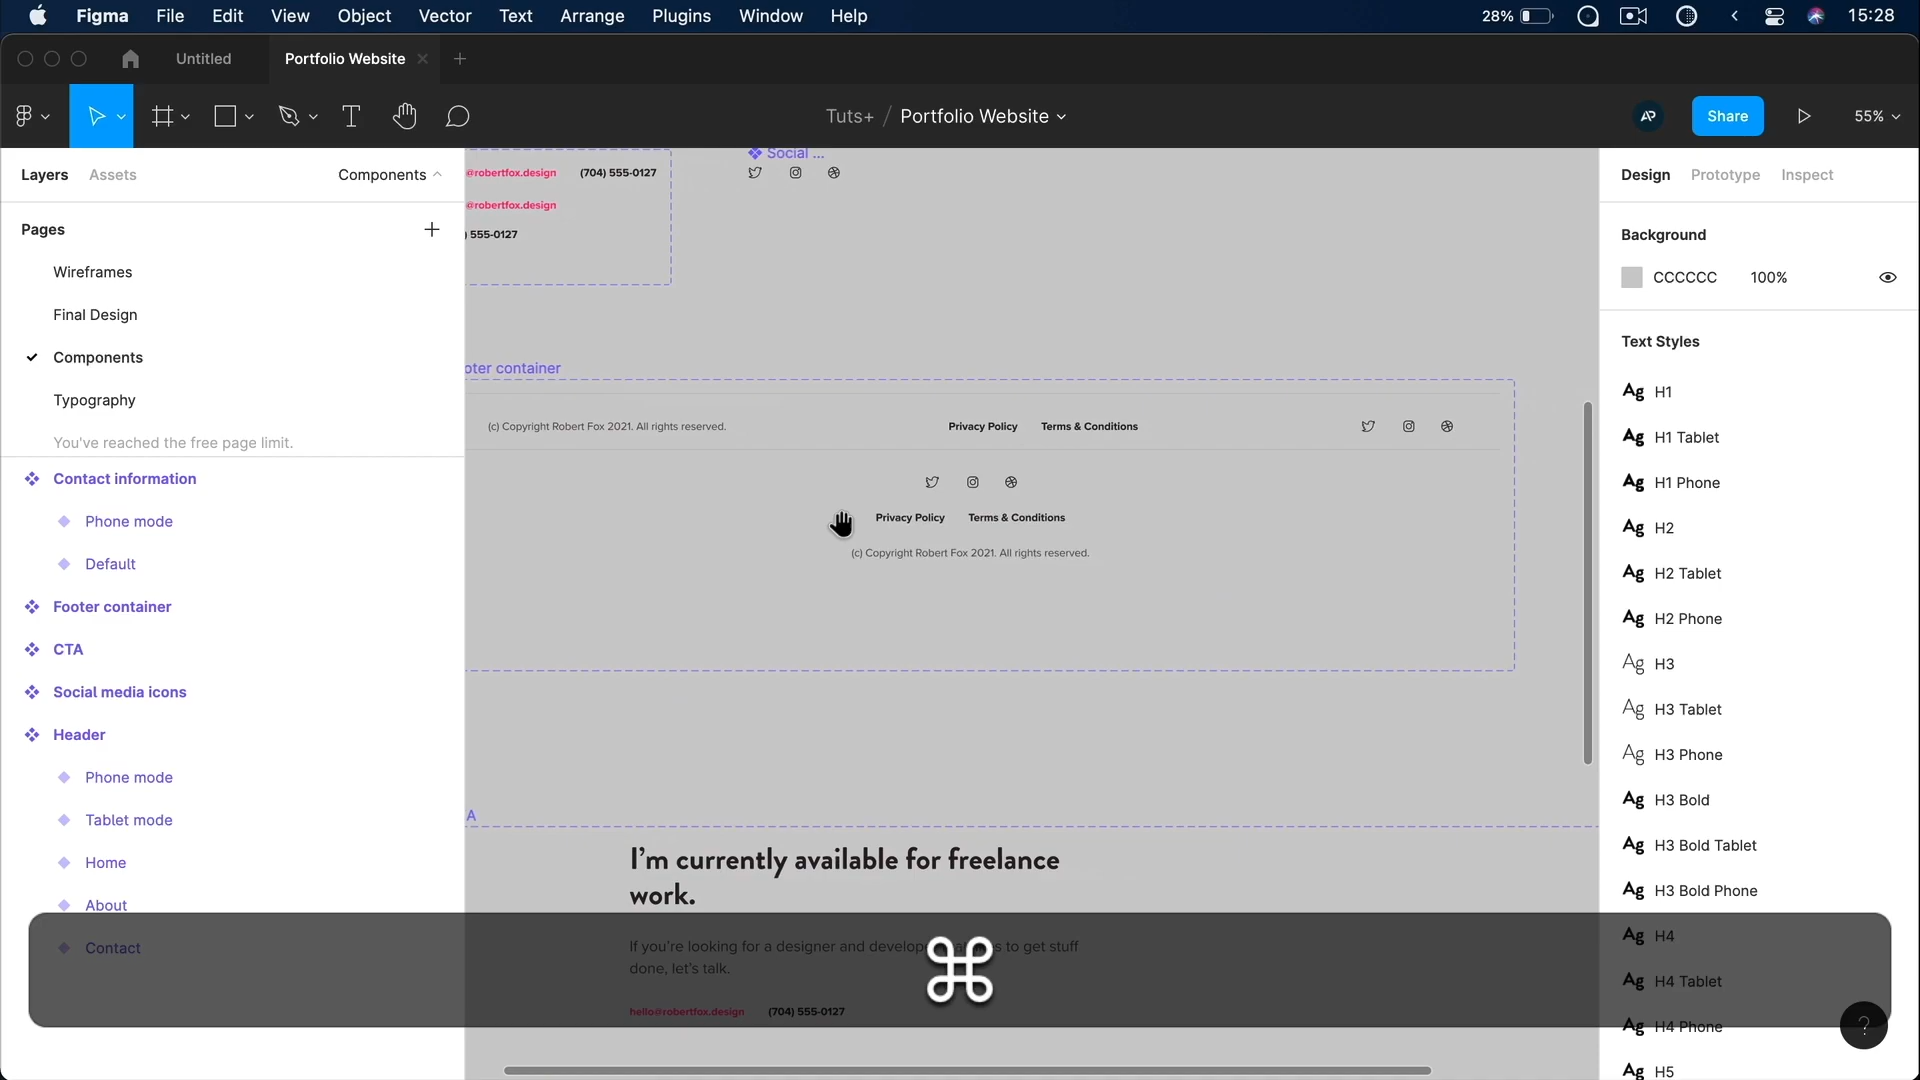 Figma File Edit View Object Vector Text Arrange Plugins Window Help 28% 15:28
Untitled Portfolio Website
Tuts+ / Portfolio Website AP Share 55%
Layers Assets Components
Pages
Wireframes
Final Design
Components
Typography
You've reached the free page limit.
Contact information
Phone mode
Default
Footer container
CTA
Social media icons
Header
Phone mode
Tablet mode
Home
About
Contact
Social ...
@robertfox.design (704) 555-0127
@robertfox.design
) 555-0127
oter container
(c) Copyright Robert Fox 2021. All rights reserved. Privacy Policy Terms & Conditions
Privacy Policy Terms & Conditions
(c) Copyright Robert Fox 2021. All rights reserved.
A
I'm currently available for freelance
work.
If you're looking for a designer and to get stuff
done, let's talk.
hello@robertfox.design (704) 555-0127
⌘
Design Prototype Inspect
Background
CCCCCC 100%
Text Styles
Ag H1
Ag H1 Tablet
Ag H1 Phone
Ag H2
Ag H2 Tablet
Ag H2 Phone
Ag H3
Ag H3 Tablet
Ag H3 Phone
Ag H3 Bold
Ag H3 Bold Tablet
Ag H3 Bold Phone
Ag H4
Ag H4 Tablet
Ag H4 Phone
Ag H5
?